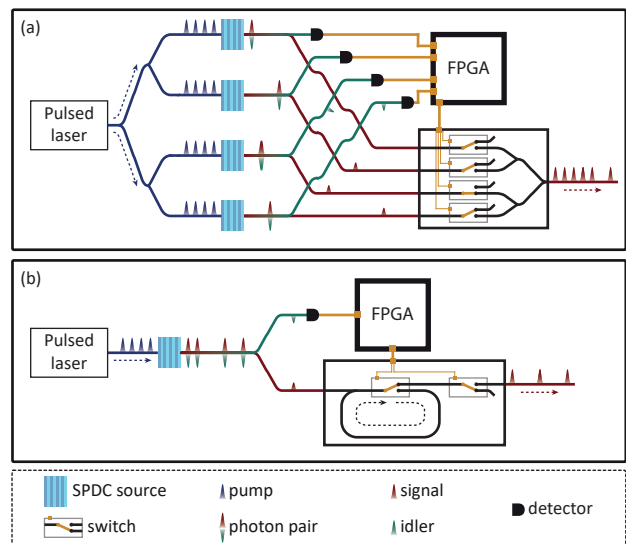 (a)
Pulsed
laser
FPGA
(b)
Pulsed
laser
FPGA
SPDC source
pump
signal
detector
switch
photon pair
idler